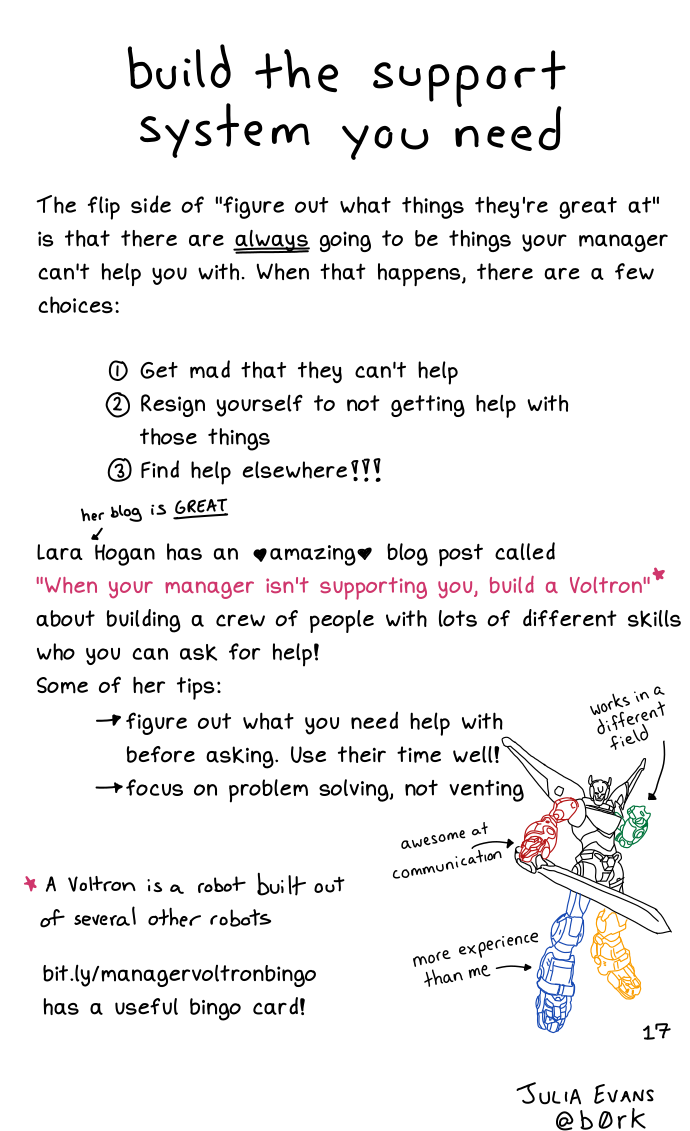 build the support
system you need
The flip side of "figure out what things they're great at"
is that there are always going to be things your manager
can't help you with. When that happens, there are a few
choices:
① Get mad that they can't help
② Resign yourself to not getting help with
those things
③ Find help elsewhere!!!
her blog is GREAT
Lara Hogan has an ♥amazing♥ blog post called
"When your manager isn't supporting you, build a Voltron"★
about building a crew of people with lots of different skills
who you can ask for help!
Some of her tips:
→ figure out what you need help with
before asking. Use their time well!
→ focus on problem solving, not venting
works in a
different
field
awesome at
communication
★ A Voltron is a robot built out
of several other robots
more experience
than me
bit.ly/managervoltronbingo
has a useful bingo card!
17
JULIA EVANS
@b0rk